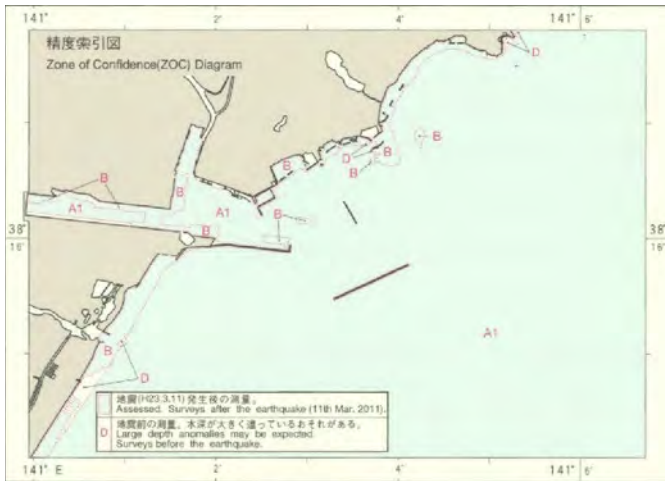 141° 2' 4' 141° 6'
精度索引図
Zone of Confidence(ZOC) Diagram
D
B
B
D
B
B
B
B
A1
A1
B
B
38° 38°
16' 16'
A1
B
D
地震(H23.3.11)発生後の測量。
Assessed. Surveys after the earthquake (11th Mar. 2011).
D 地震前の測量。水深が大きく違っているおそれがある。
Large depth anomalies may be expected.
Surveys before the earthquake.
141° E 2' 4' 141° 6'